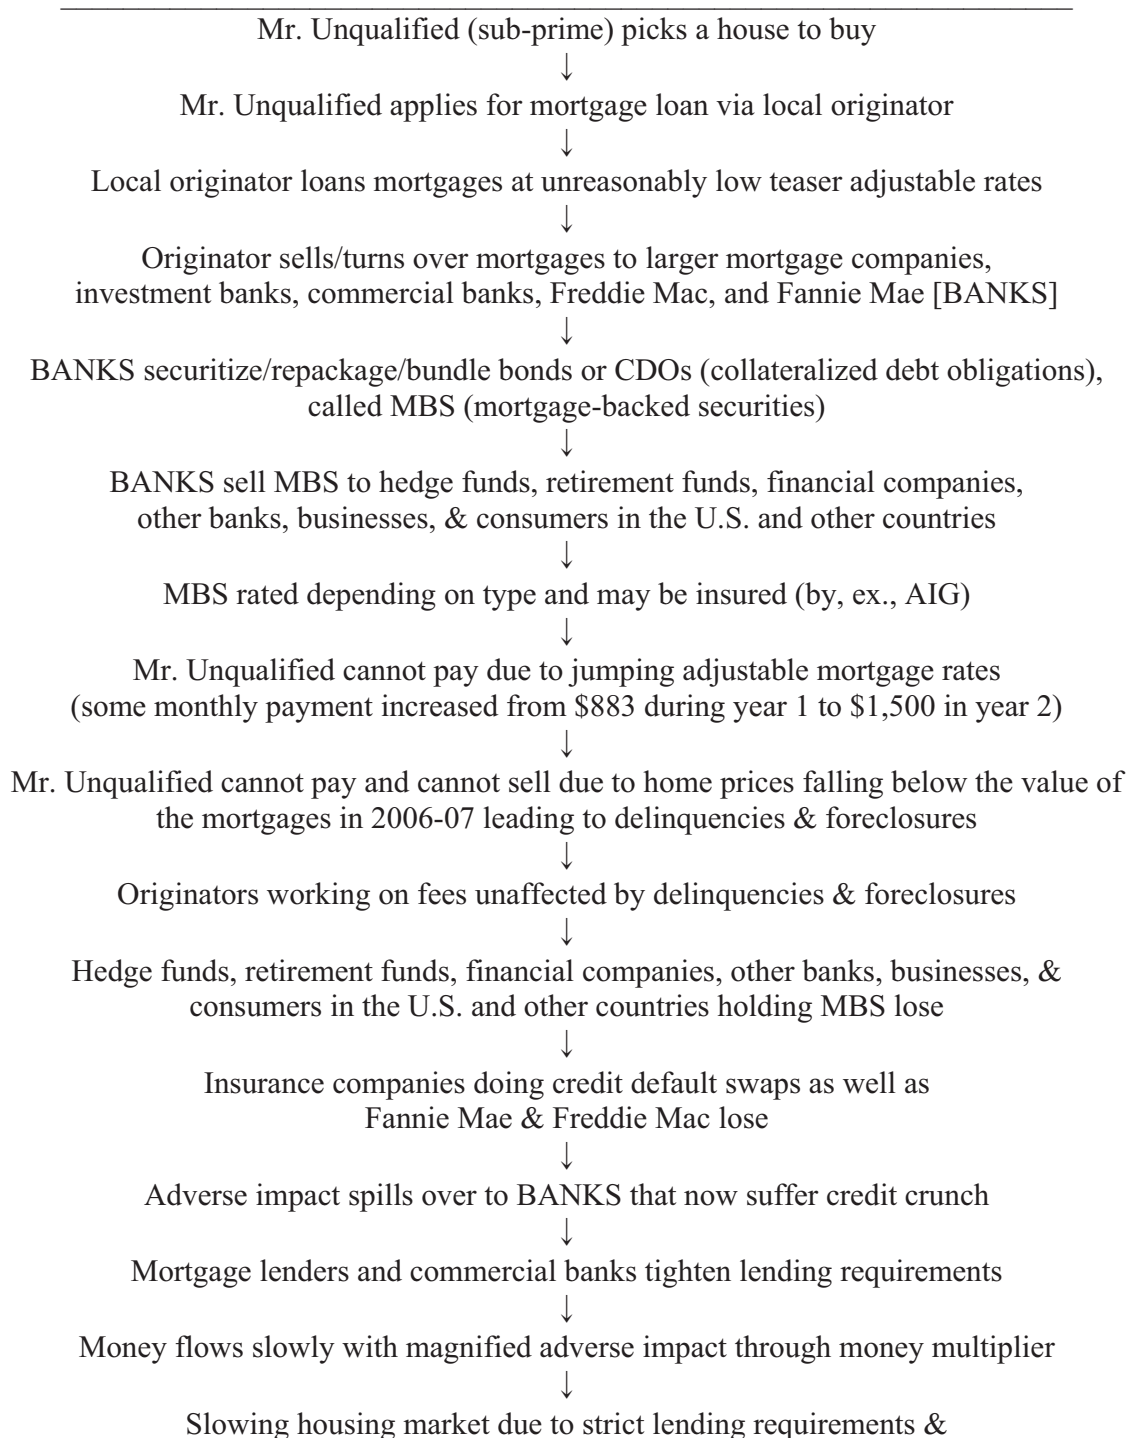 Mr. Unqualified (sub-prime) picks a house to buy
↓
Mr. Unqualified applies for mortgage loan via local originator
↓
Local originator loans mortgages at unreasonably low teaser adjustable rates
↓
Originator sells/turns over mortgages to larger mortgage companies,
investment banks, commercial banks, Freddie Mac, and Fannie Mae [BANKS]
↓
BANKS securitize/repackage/bundle bonds or CDOs (collateralized debt obligations),
called MBS (mortgage-backed securities)
↓
BANKS sell MBS to hedge funds, retirement funds, financial companies,
other banks, businesses, & consumers in the U.S. and other countries
↓
MBS rated depending on type and may be insured (by, ex., AIG)
↓
Mr. Unqualified cannot pay due to jumping adjustable mortgage rates
(some monthly payment increased from $883 during year 1 to $1,500 in year 2)
↓
Mr. Unqualified cannot pay and cannot sell due to home prices falling below the value of
the mortgages in 2006-07 leading to delinquencies & foreclosures
↓
Originators working on fees unaffected by delinquencies & foreclosures
↓
Hedge funds, retirement funds, financial companies, other banks, businesses, &
consumers in the U.S. and other countries holding MBS lose
↓
Insurance companies doing credit default swaps as well as
Fannie Mae & Freddie Mac lose
↓
Adverse impact spills over to BANKS that now suffer credit crunch
↓
Mortgage lenders and commercial banks tighten lending requirements
↓
Money flows slowly with magnified adverse impact through money multiplier
↓
Slowing housing market due to strict lending requirements &